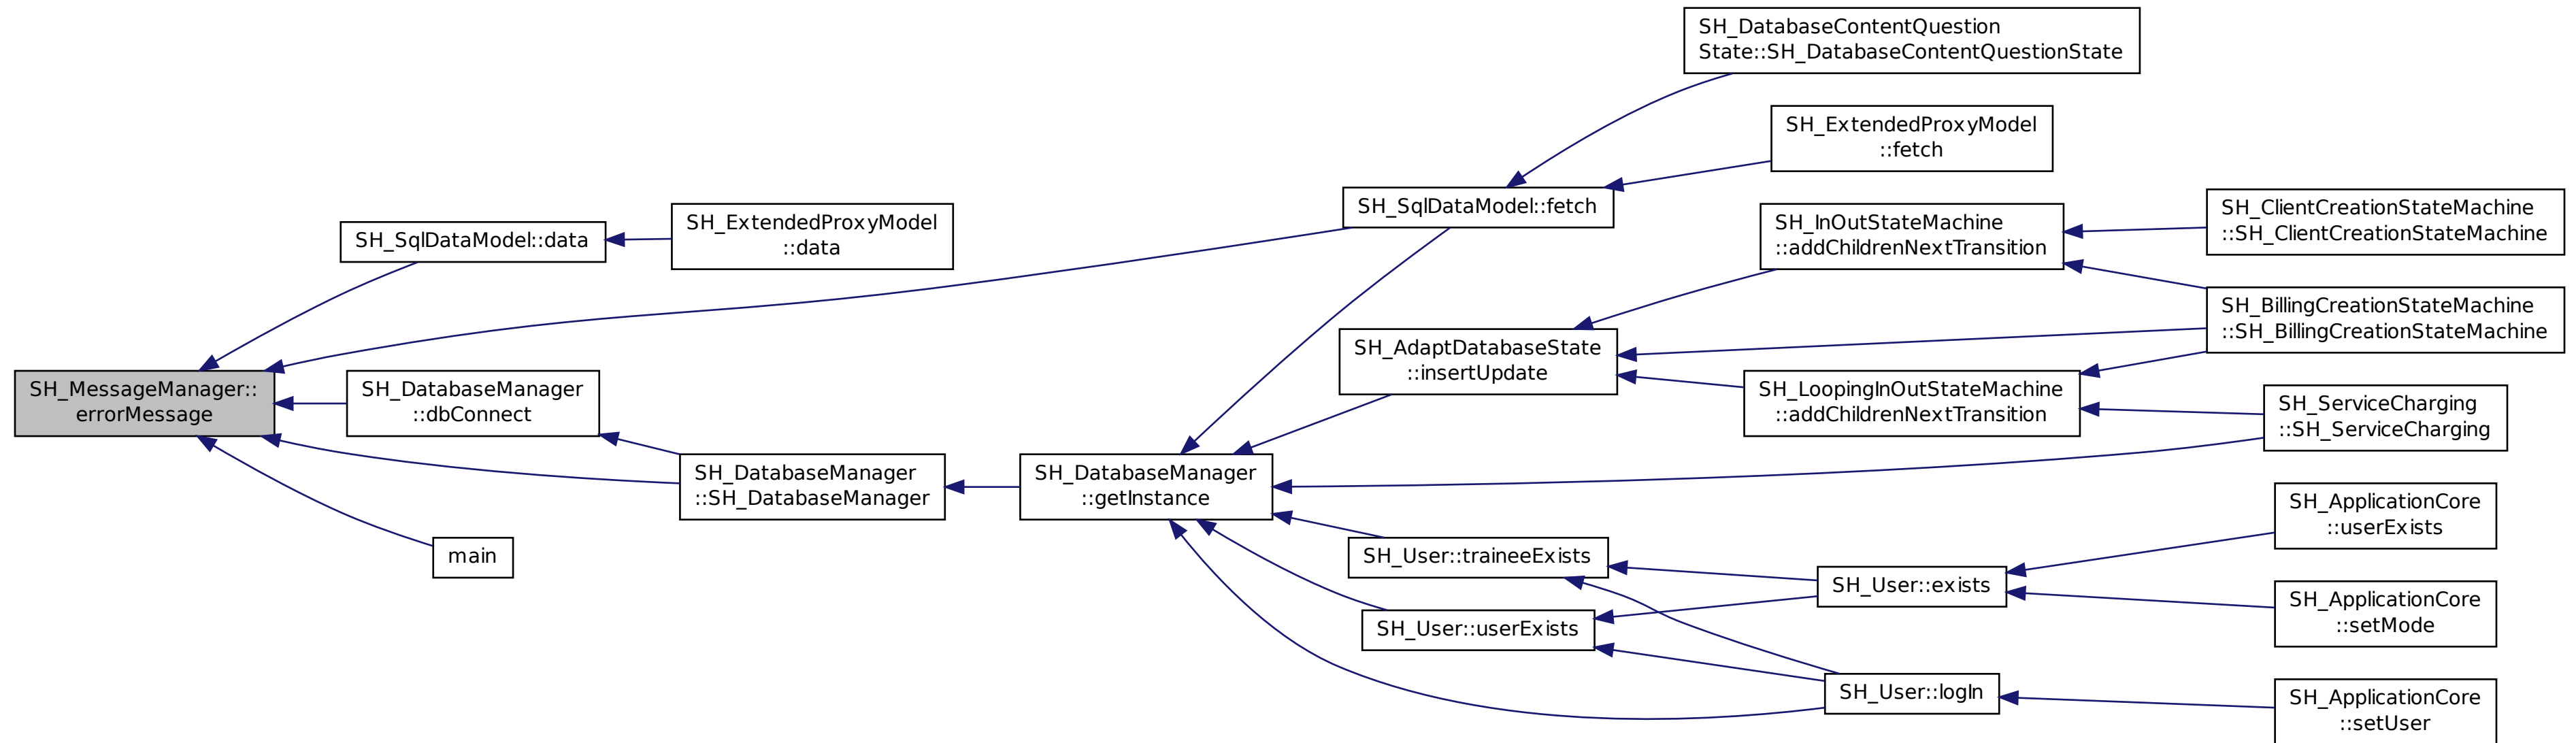 SH_DatabaseContentQuestion
State::SH_DatabaseContentQuestionState
SH_ExtendedProxyModel
::fetch
SH_SqlDataModel::fetch
SH_ClientCreationStateMachine
::SH_ClientCreationStateMachine
SH_InOutStateMachine
::addChildrenNextTransition
SH_ExtendedProxyModel
::data
SH_SqlDataModel::data
SH_BillingCreationStateMachine
::SH_BillingCreationStateMachine
SH_AdaptDatabaseState
::insertUpdate
SH_MessageManager::
errorMessage
SH_DatabaseManager
::dbConnect
SH_LoopingInOutStateMachine
::addChildrenNextTransition
SH_ServiceCharging
::SH_ServiceCharging
SH_DatabaseManager
::SH_DatabaseManager
SH_DatabaseManager
::getInstance
SH_ApplicationCore
::userExists
main
SH_User::traineeExists
SH_User::exists
SH_ApplicationCore
::setMode
SH_User::userExists
SH_User::logIn
SH_ApplicationCore
::setUser